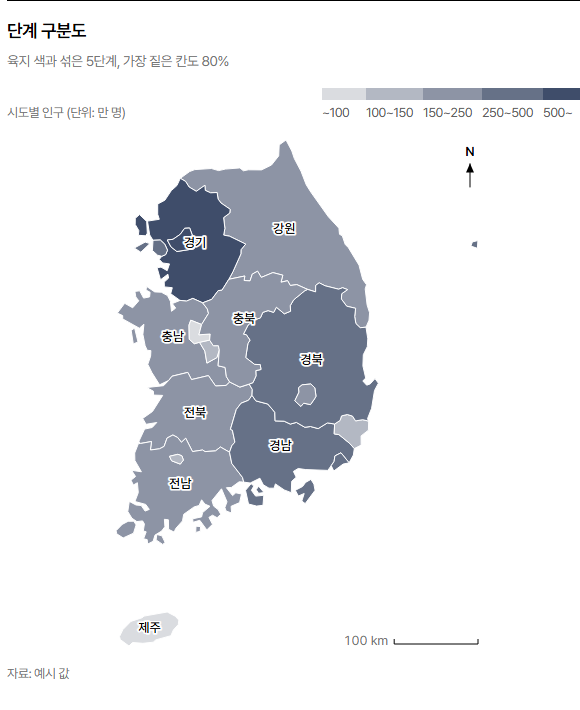 단계 구분도
육지 색과 섞은 5단계, 가장 짙은 칸도 80%
시도별 인구 (단위: 만 명)
~100 100~150 150~250 250~500 500~
N
강원
경기
충북
충남
경북
전북
경남
전남
제주
100 km
자료: 예시 값